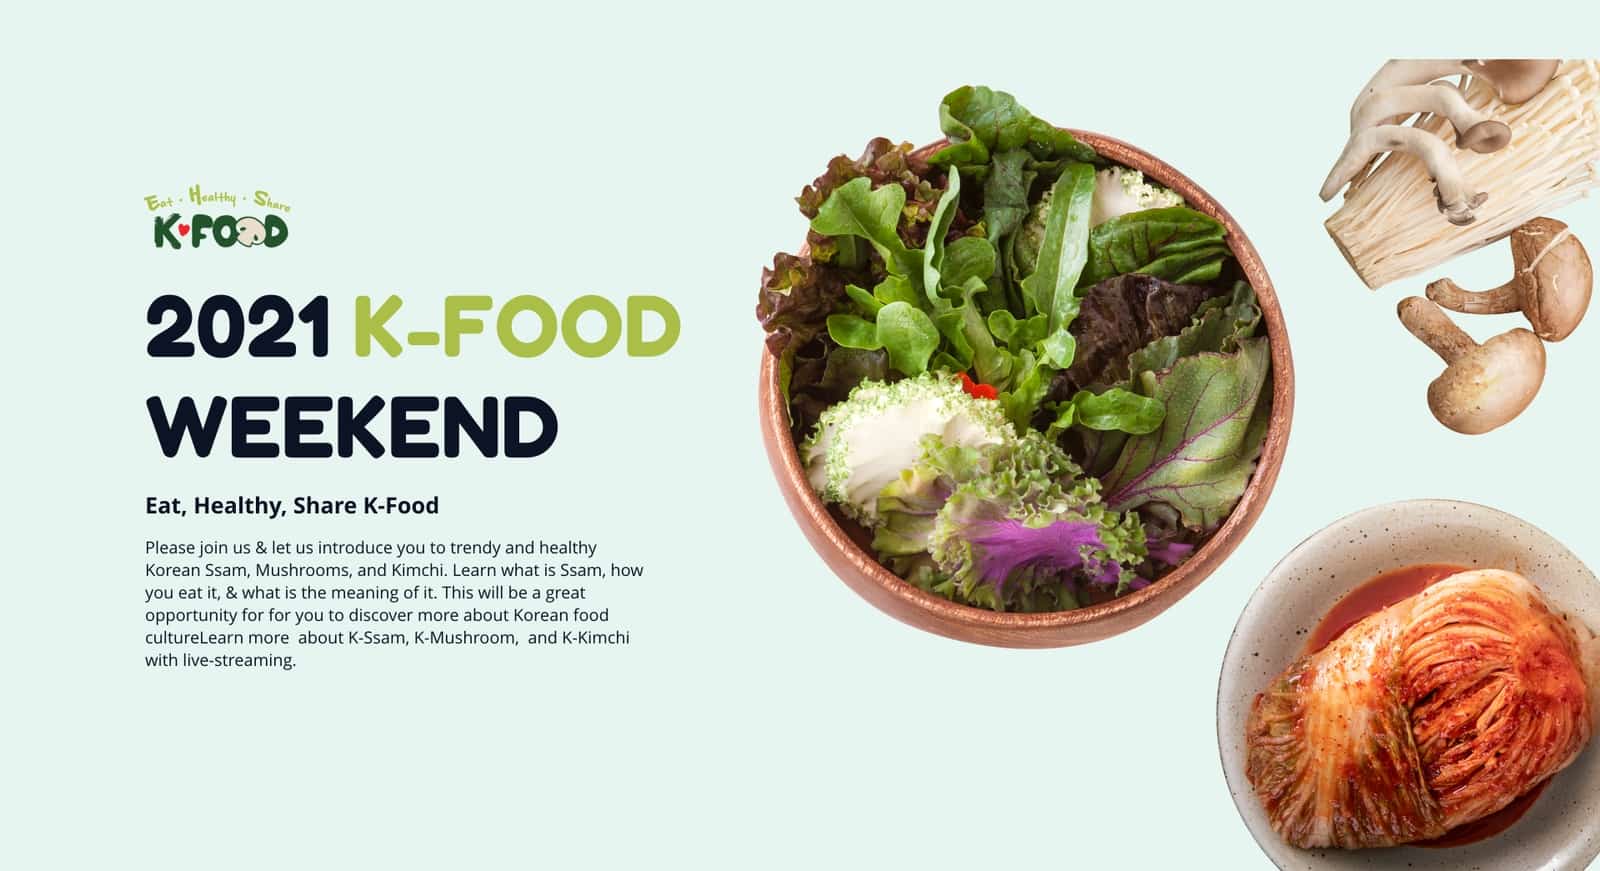 Eat · Healthy · Share
K·FOOD
2021 K-FOOD
WEEKEND
Eat, Healthy, Share K-Food
Please join us & let us introduce you to trendy and healthy
Korean Ssam, Mushrooms, and Kimchi. Learn what is Ssam, how
you eat it, & what is the meaning of it. This will be a great
opportunity for for you to discover more about Korean food
cultureLearn more  about K-Ssam, K-Mushroom,  and K-Kimchi
with live-streaming.